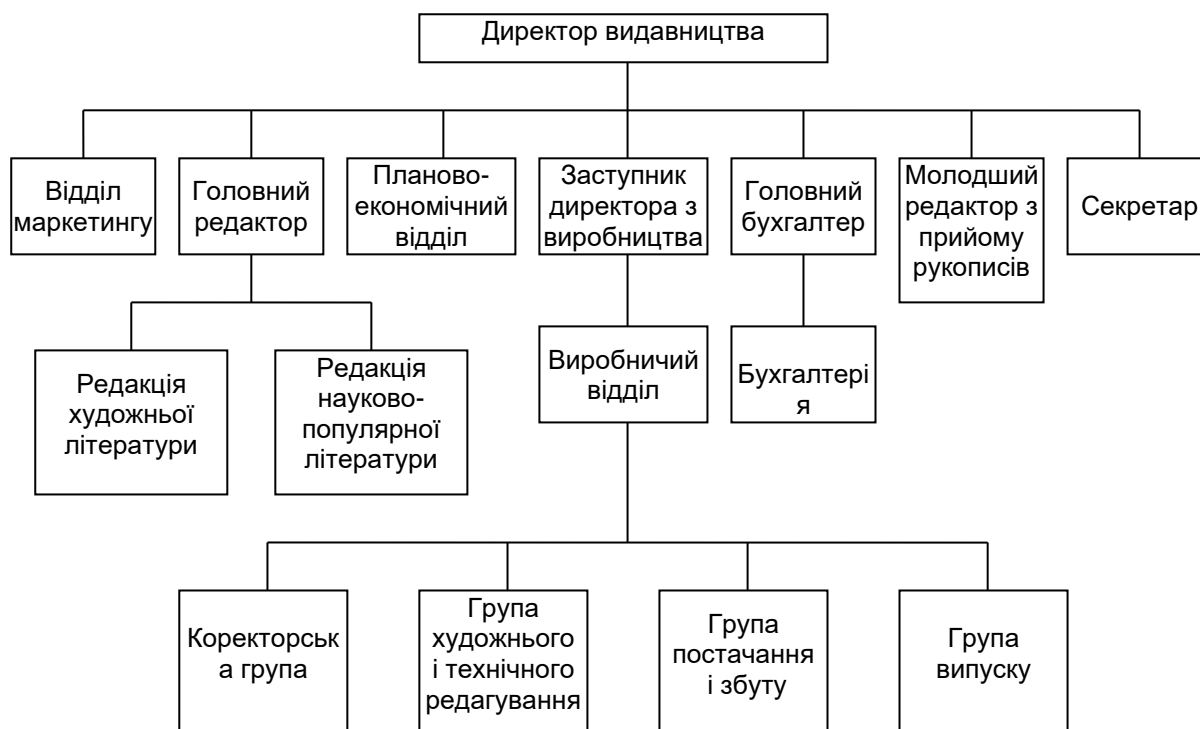 Директор видавництва
Відділ
маркетингу
Головний
редактор
Планово-
економічний
відділ
Заступник
директора з
виробництва
Головний
бухгалтер
Молодший
редактор з
прийому
рукописів
Секретар
Редакція
художньої
літератури
Редакція
науково-
популярної
літератури
Виробничий
відділ
Бухгалтері
я
Коректорськ
а група
Група
художнього
і технічного
редагування
Група
постачання
і збуту
Група
випуску